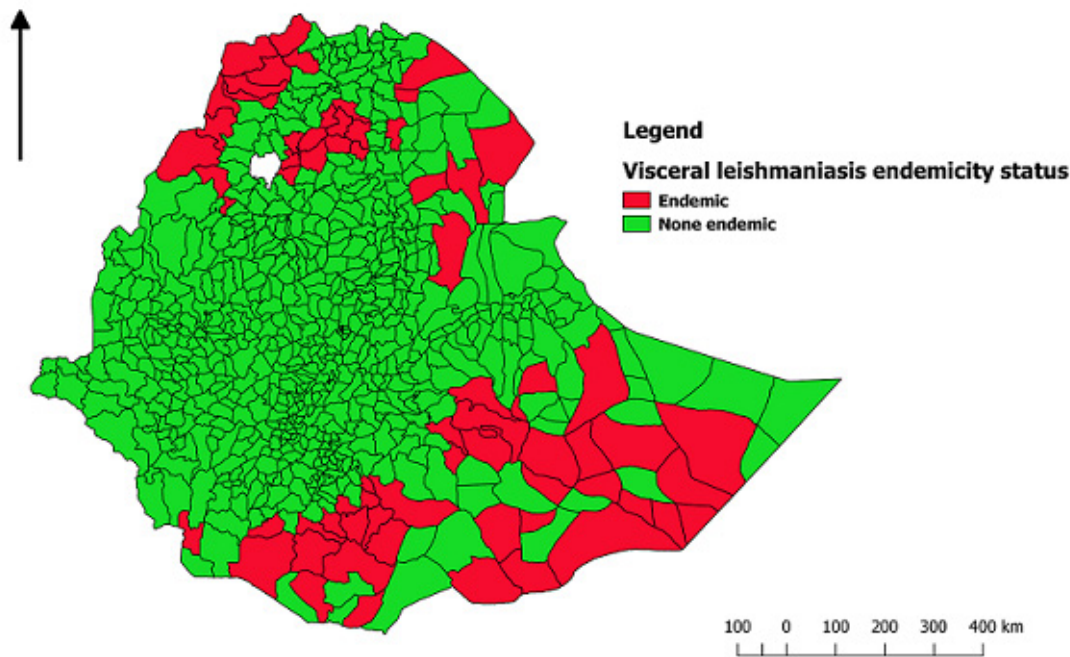 Legend
Visceral leishmaniasis endemicity status
Endemic
None endemic
100 0 100 200 300 400 km